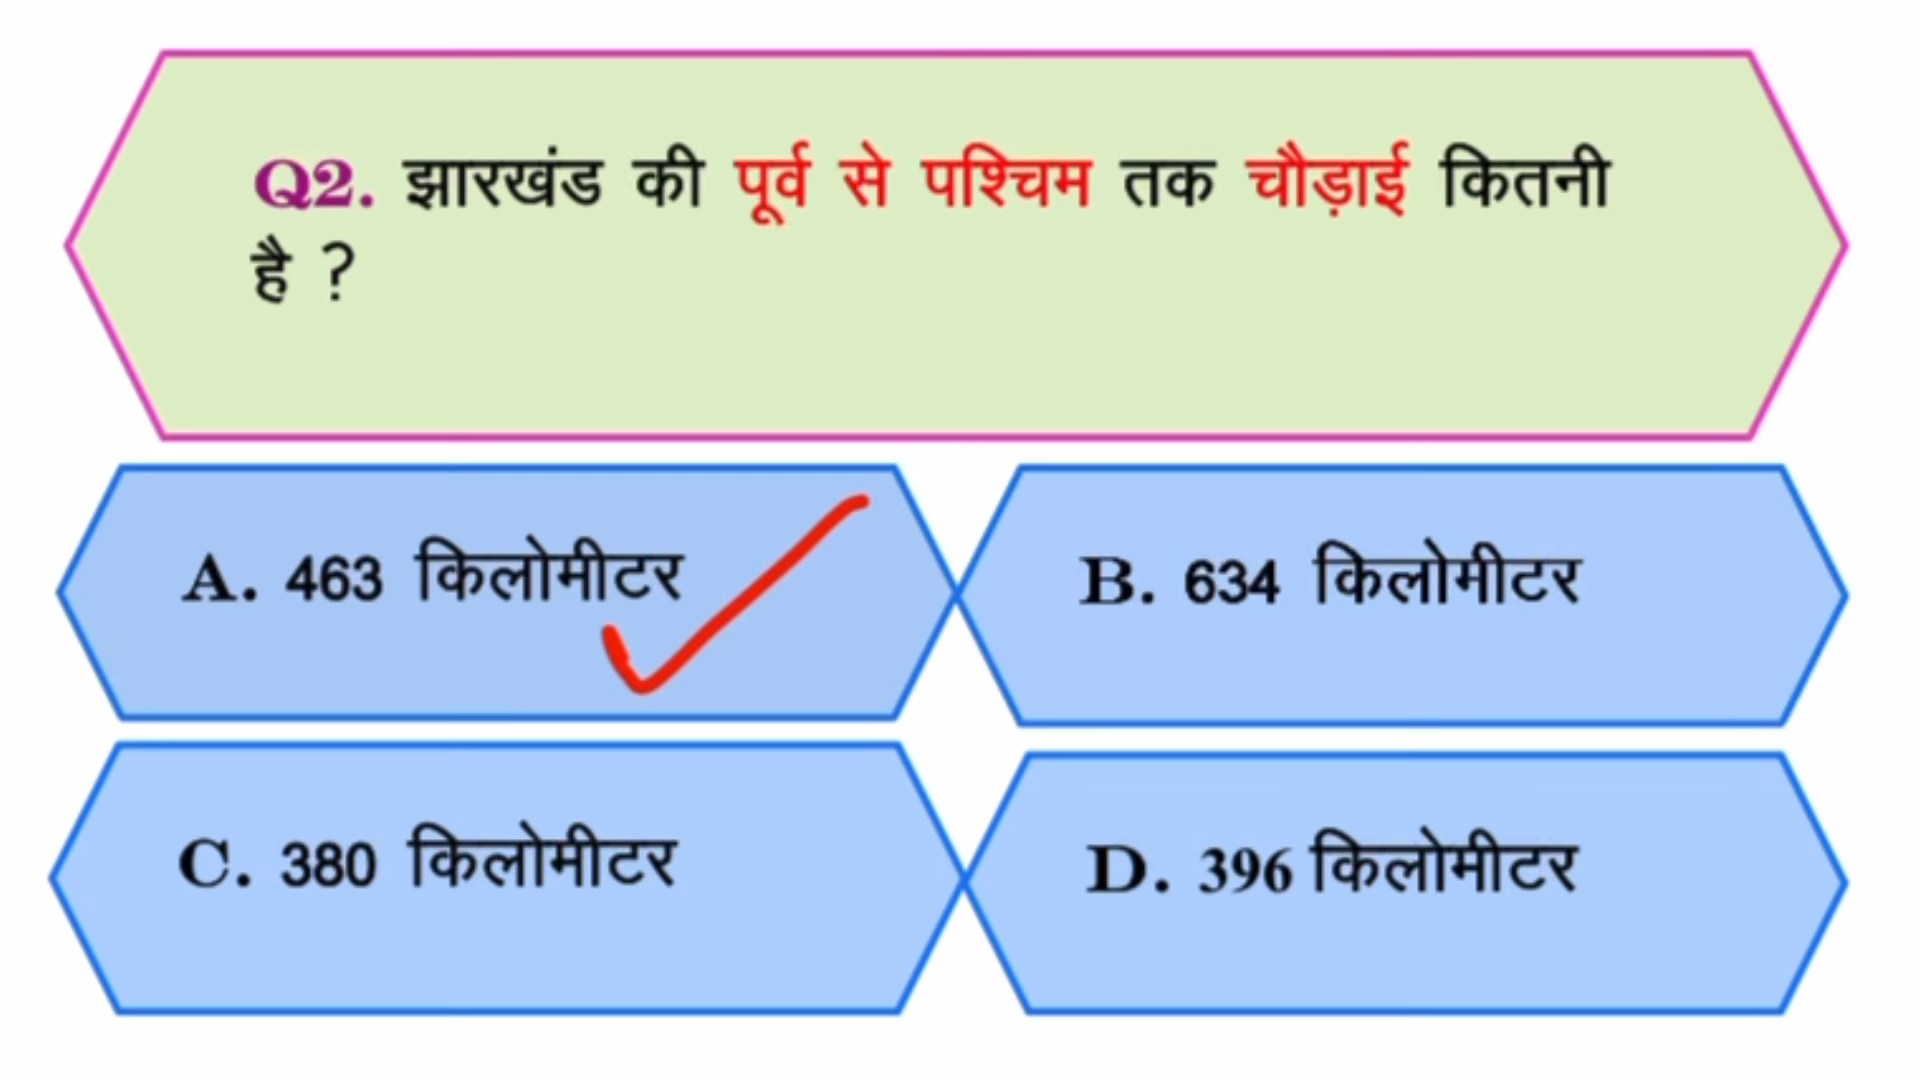 Q2. झारखंड की पूर्व से पश्चिम तक चौड़ाई कितनी
है ?
A. 463 किलोमीटर
B. 634 किलोमीटर
C. 380 किलोमीटर
D. 396 किलोमीटर